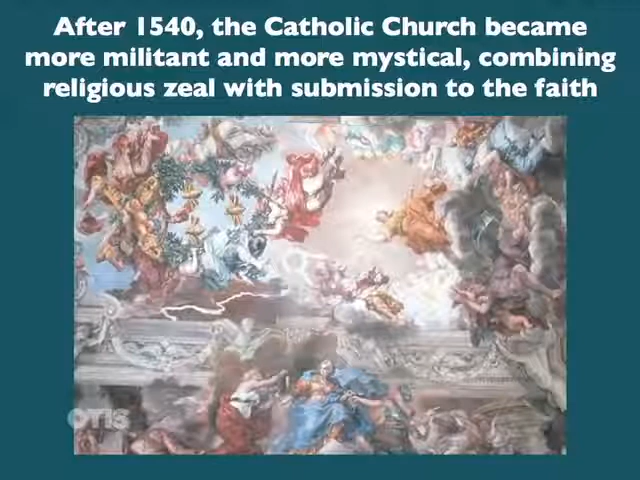 After 1540, the Catholic Church became
more militant and more mystical, combining
religious zeal with submission to the faith
OTIS